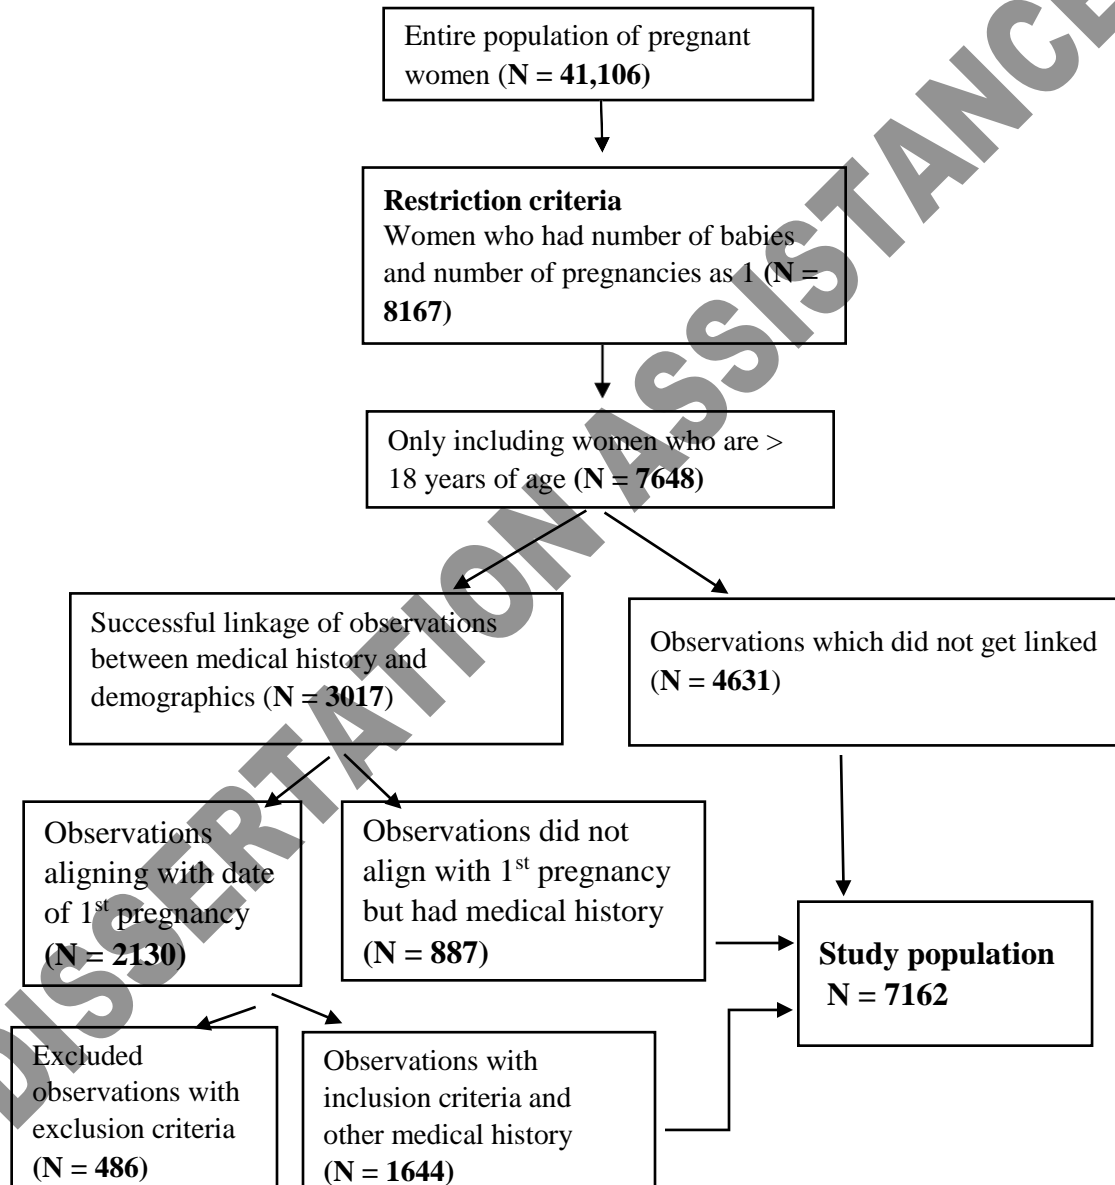 Entire population of pregnant
women (N = 41,106)
Restriction criteria
Women who had number of babies
and number of pregnancies as 1 (N =
8167)
Only including women who are >
18 years of age (N = 7648)
Successful linkage of observations
between medical history and
demographics (N = 3017)
Observations which did not get linked
(N = 4631)
Observations
aligning with date
of 1st pregnancy
(N = 2130)
Observations did not
align with 1st pregnancy
but had medical history
(N = 887)
Study population
N = 7162
Excluded
observations with
exclusion criteria
(N = 486)
Observations with
inclusion criteria and
other medical history
(N = 1644)
DISSERTATION ASSISTANCE